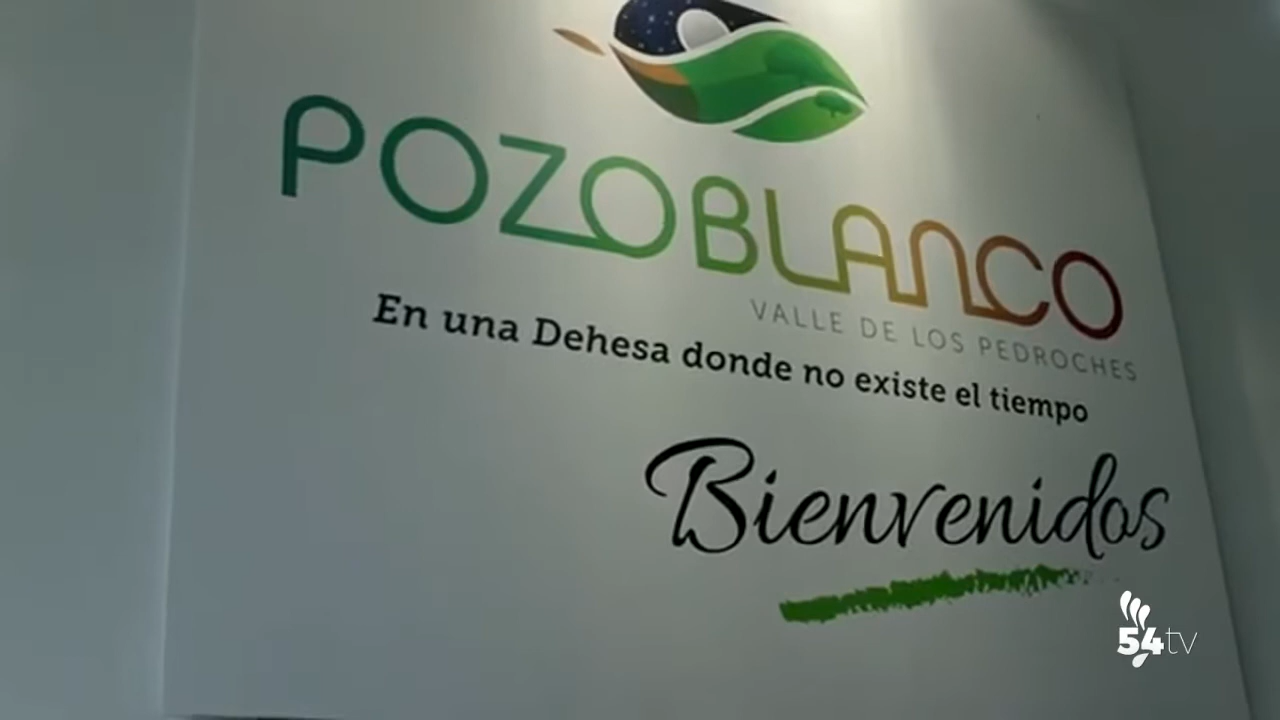 POZOBLANCO
VALLE DE LOS PEDROCHES
En una Dehesa donde no existe el tiempo
Bienvenidos
54tv